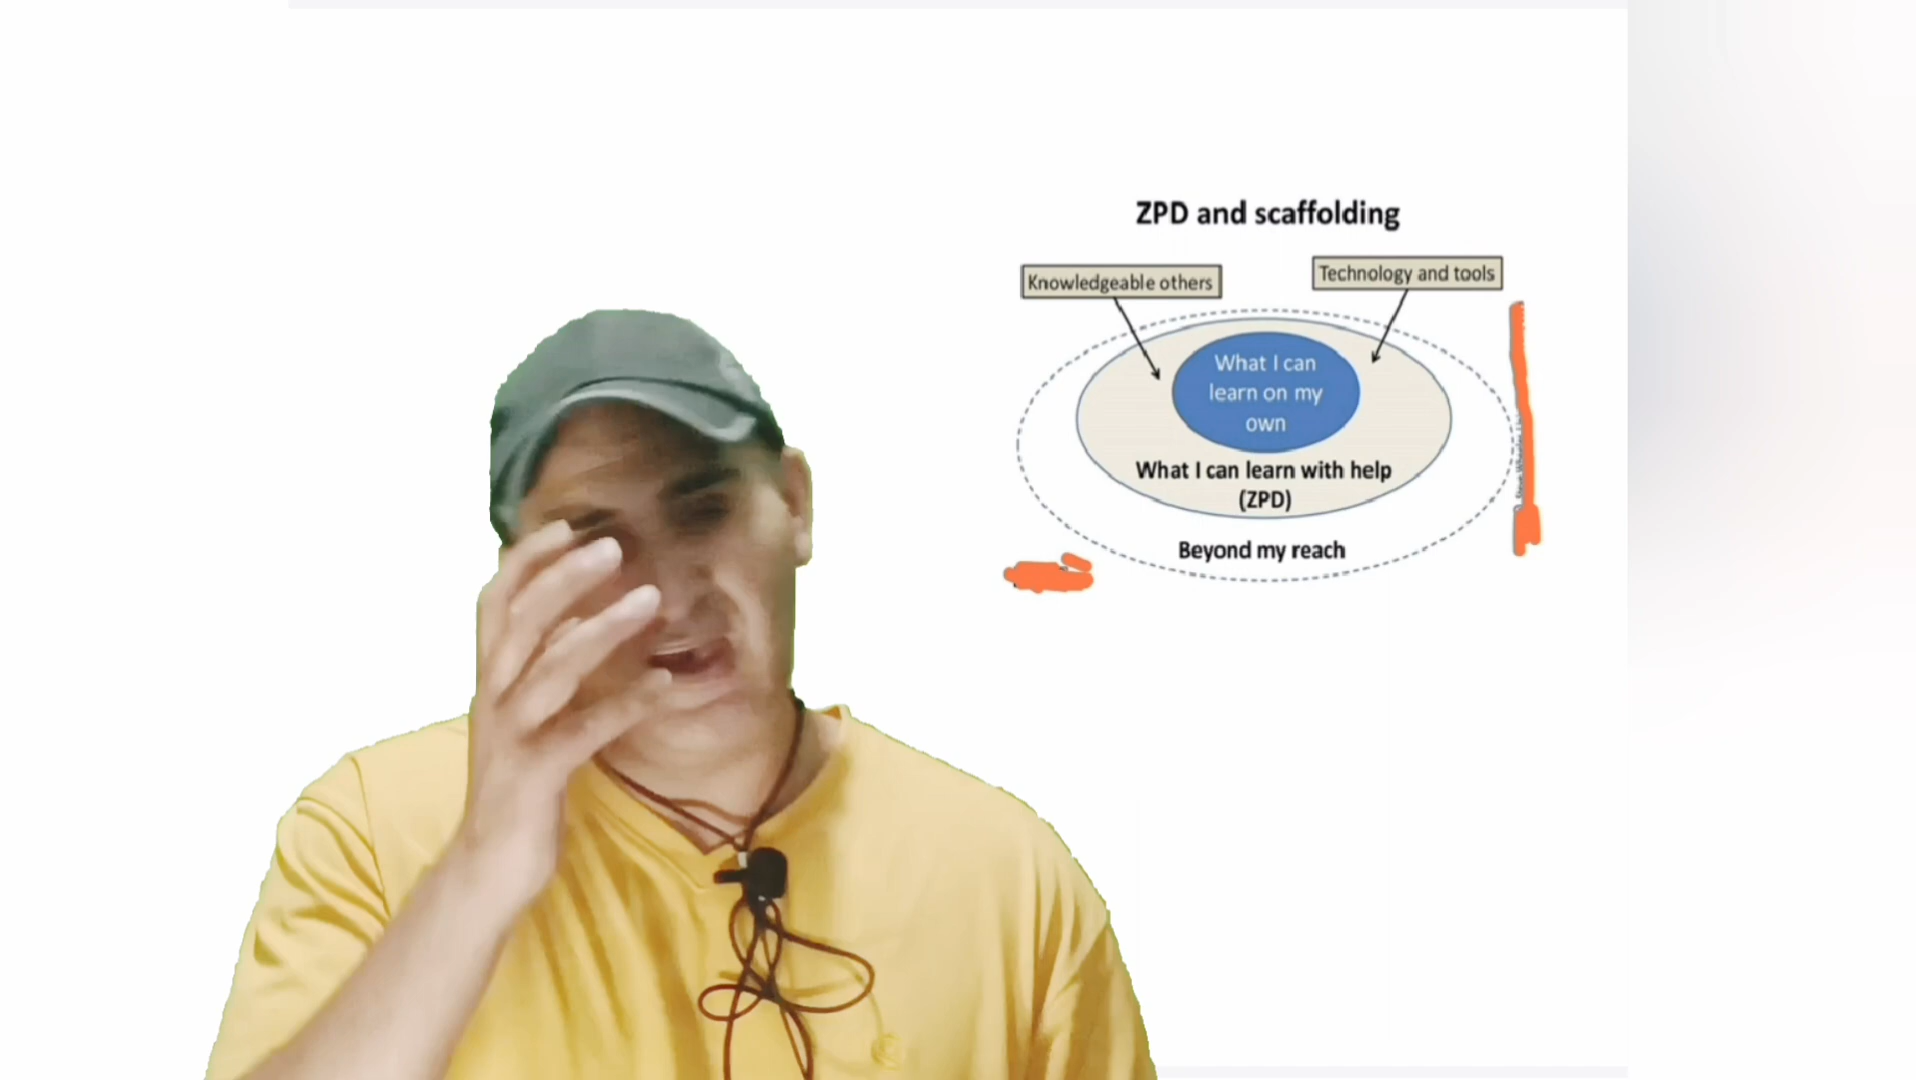 ZPD and scaffolding
Knowledgeable others
Technology and tools
What I can
learn on my
own
What I can learn with help
(ZPD)
Beyond my reach